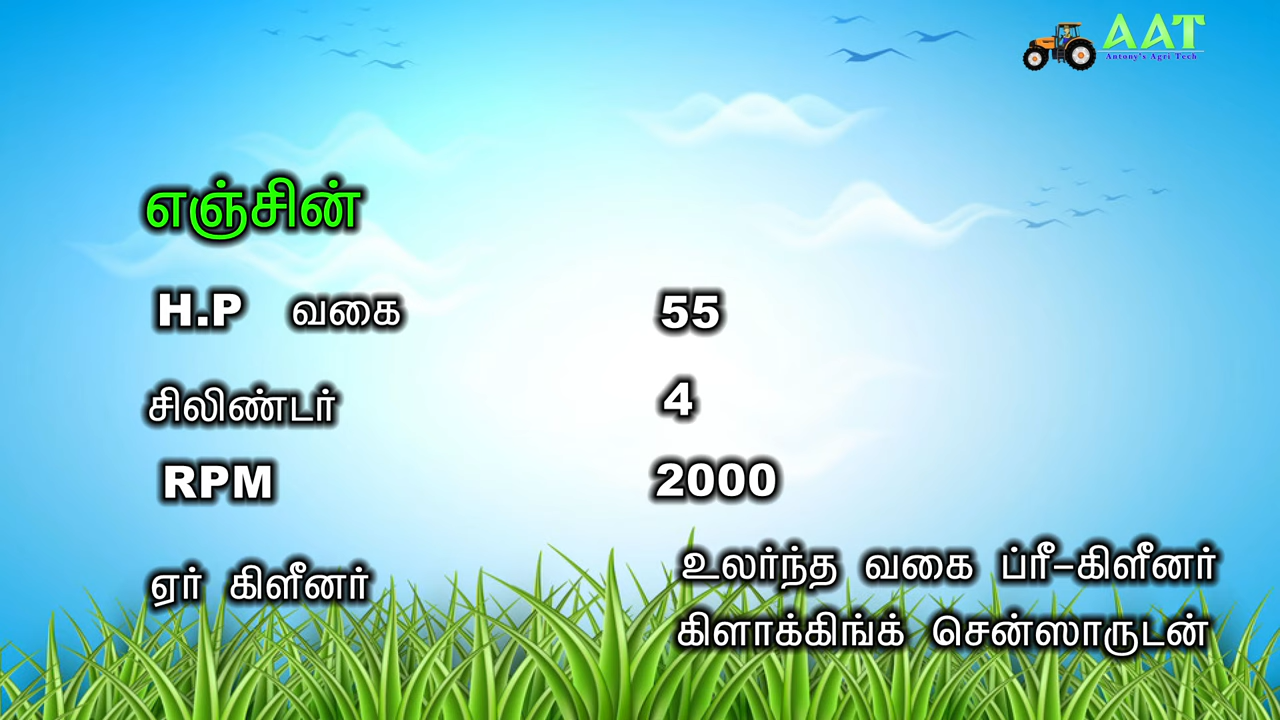 AAT
Antony's Agri Tech
எஞ்சின்
H.P வகை 55
சிலிண்டர் 4
RPM 2000
ஏர் கிளீனர் உலர்ந்த வகை ப்ரீ-கிளீனர்
கிளாக்கிங்க் சென்ஸாருடன்